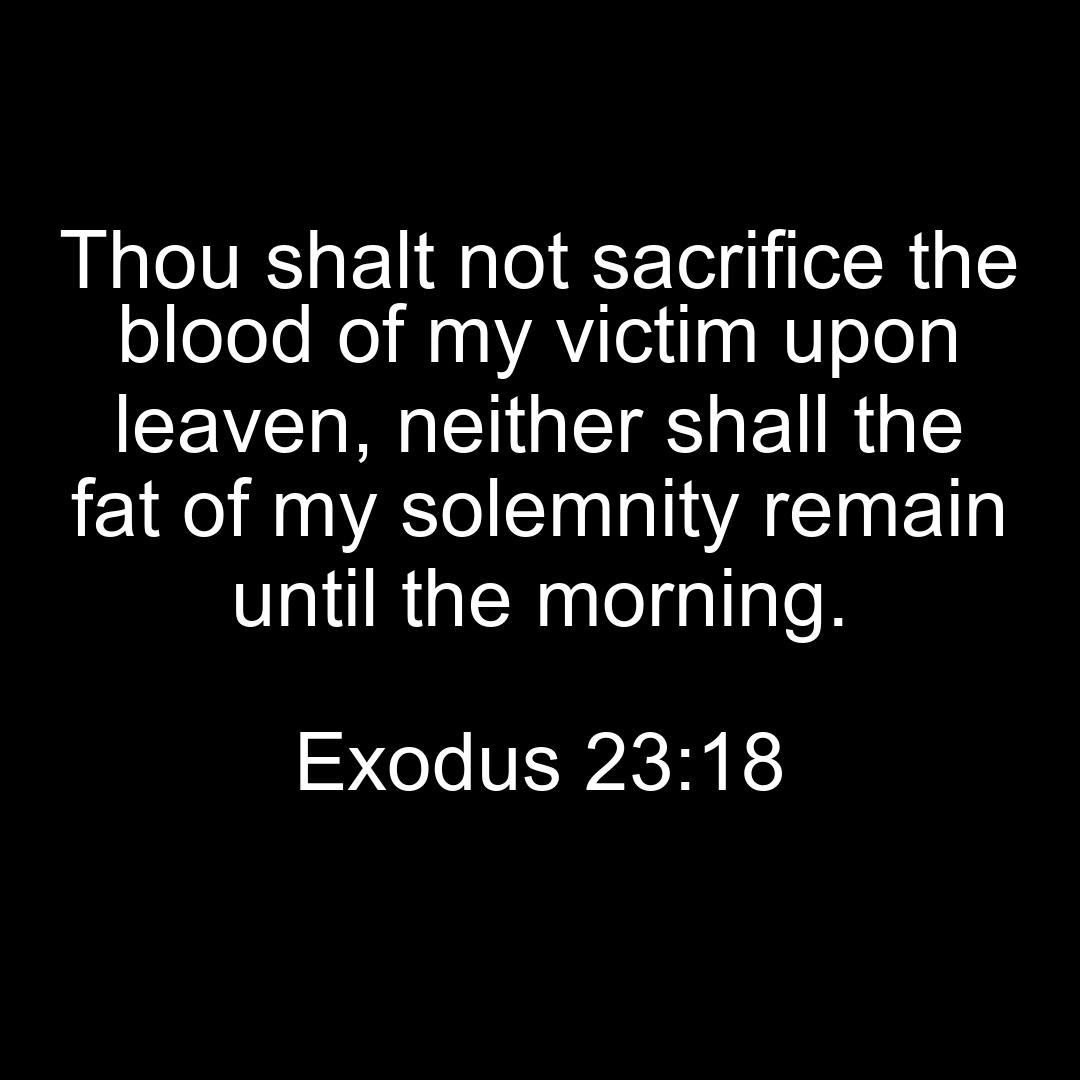 Thou shalt not sacrifice the
blood of my victim upon
leaven, neither shall the
fat of my solemnity remain
until the morning.
Exodus 23:18